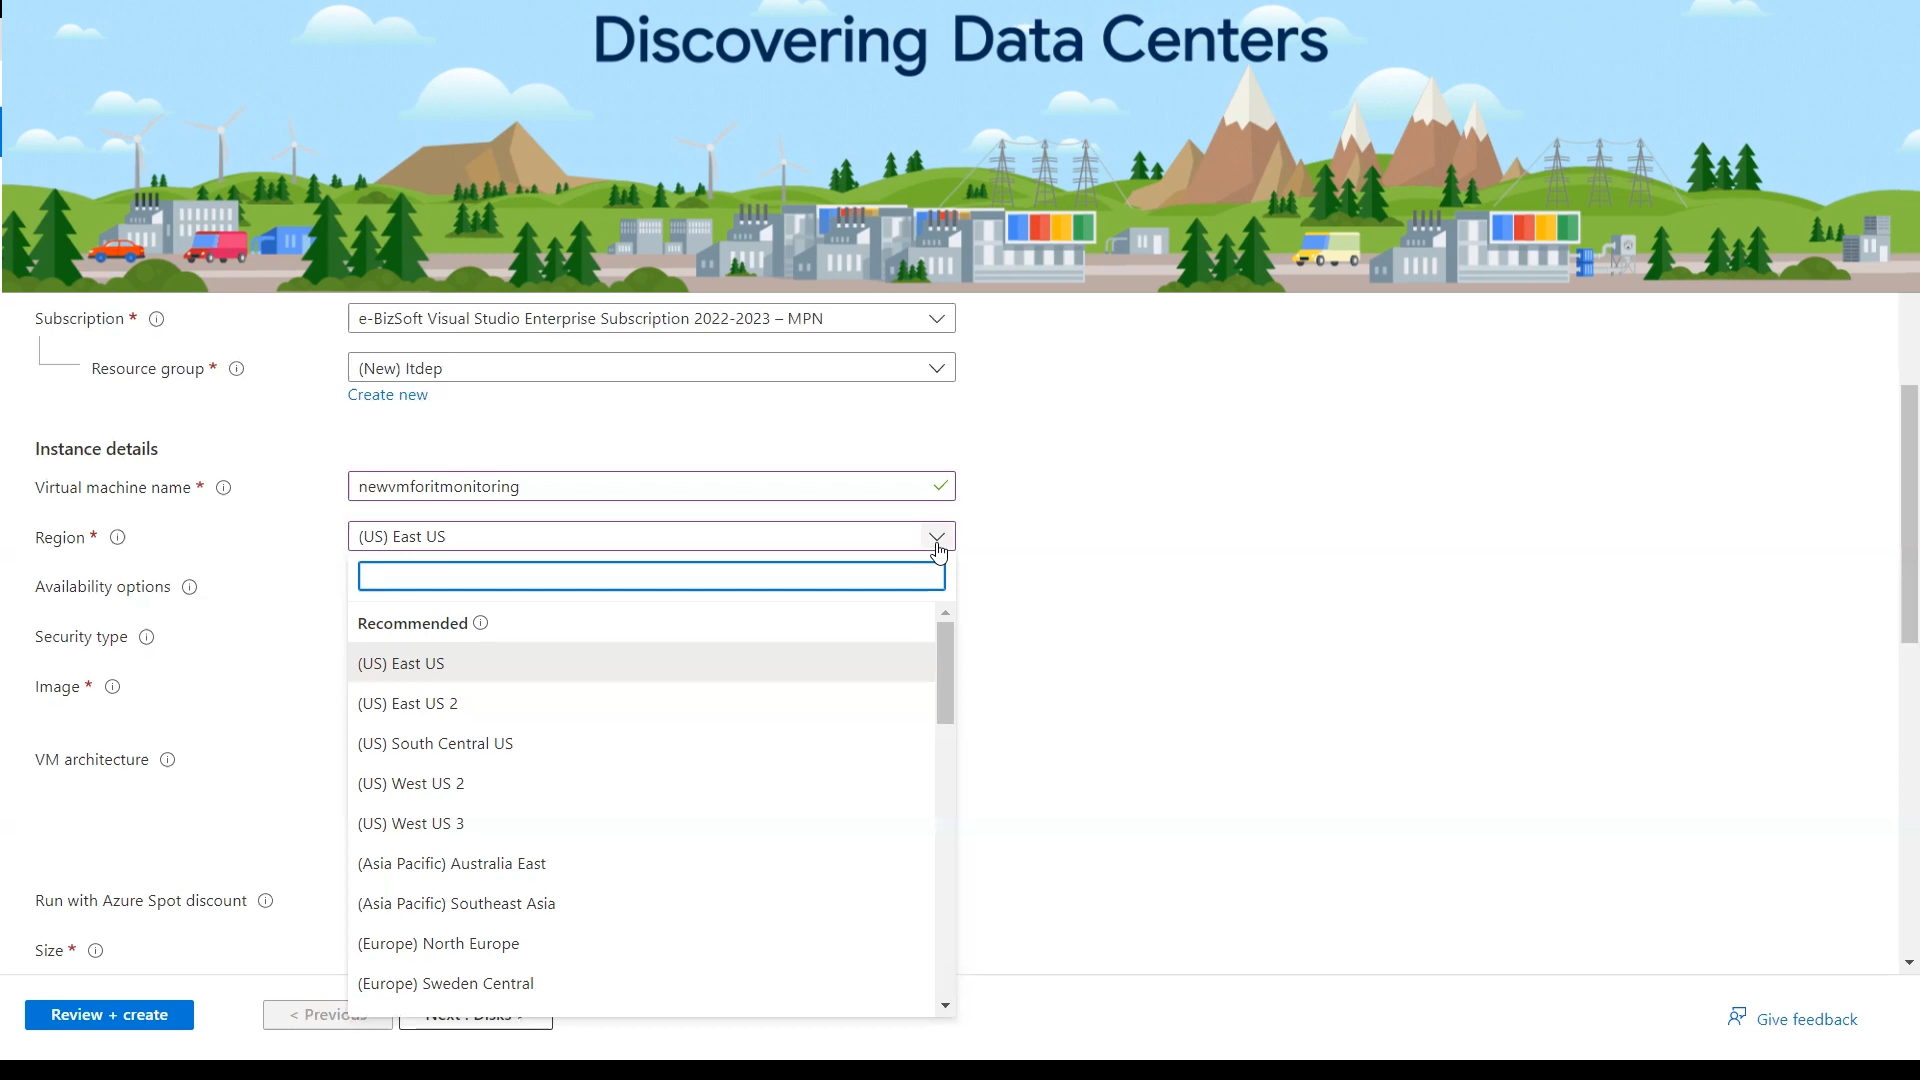 Discovering Data Centers
Subscription *
e-BizSoft Visual Studio Enterprise Subscription 2022-2023 – MPN
Resource group *
(New) Itdep
Create new
Instance details
Virtual machine name *
newvmforitmonitoring
Region *
(US) East US
Availability options
Recommended
Security type
(US) East US
Image *
(US) East US 2
(US) South Central US
VM architecture
(US) West US 2
(US) West US 3
(Asia Pacific) Australia East
Run with Azure Spot discount
(Asia Pacific) Southeast Asia
Size *
(Europe) North Europe
(Europe) Sweden Central
Review + create
< Previous
Next : Disks >
Give feedback